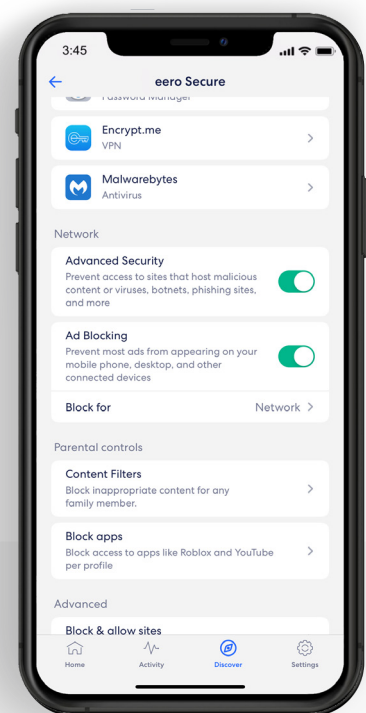 3:45
eero Secure
Password Manager
Encrypt.me
VPN
Malwarebytes
Antivirus
Network
Advanced Security
Prevent access to sites that host malicious
content or viruses, botnets, phishing sites,
and more
Ad Blocking
Prevent most ads from appearing on your
mobile phone, desktop, and other
connected devices
Block for
Network
Parental controls
Content Filters
Block inappropriate content for any
family member.
Block apps
Block access to apps like Roblox and YouTube
per profile
Advanced
Block & allow sites
Home
Activity
Discover
Settings